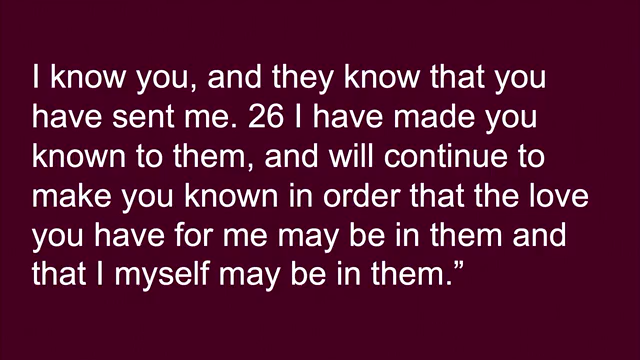 I know you, and they know that you
have sent me. 26 I have made you
known to them, and will continue to
make you known in order that the love
you have for me may be in them and
that I myself may be in them.”